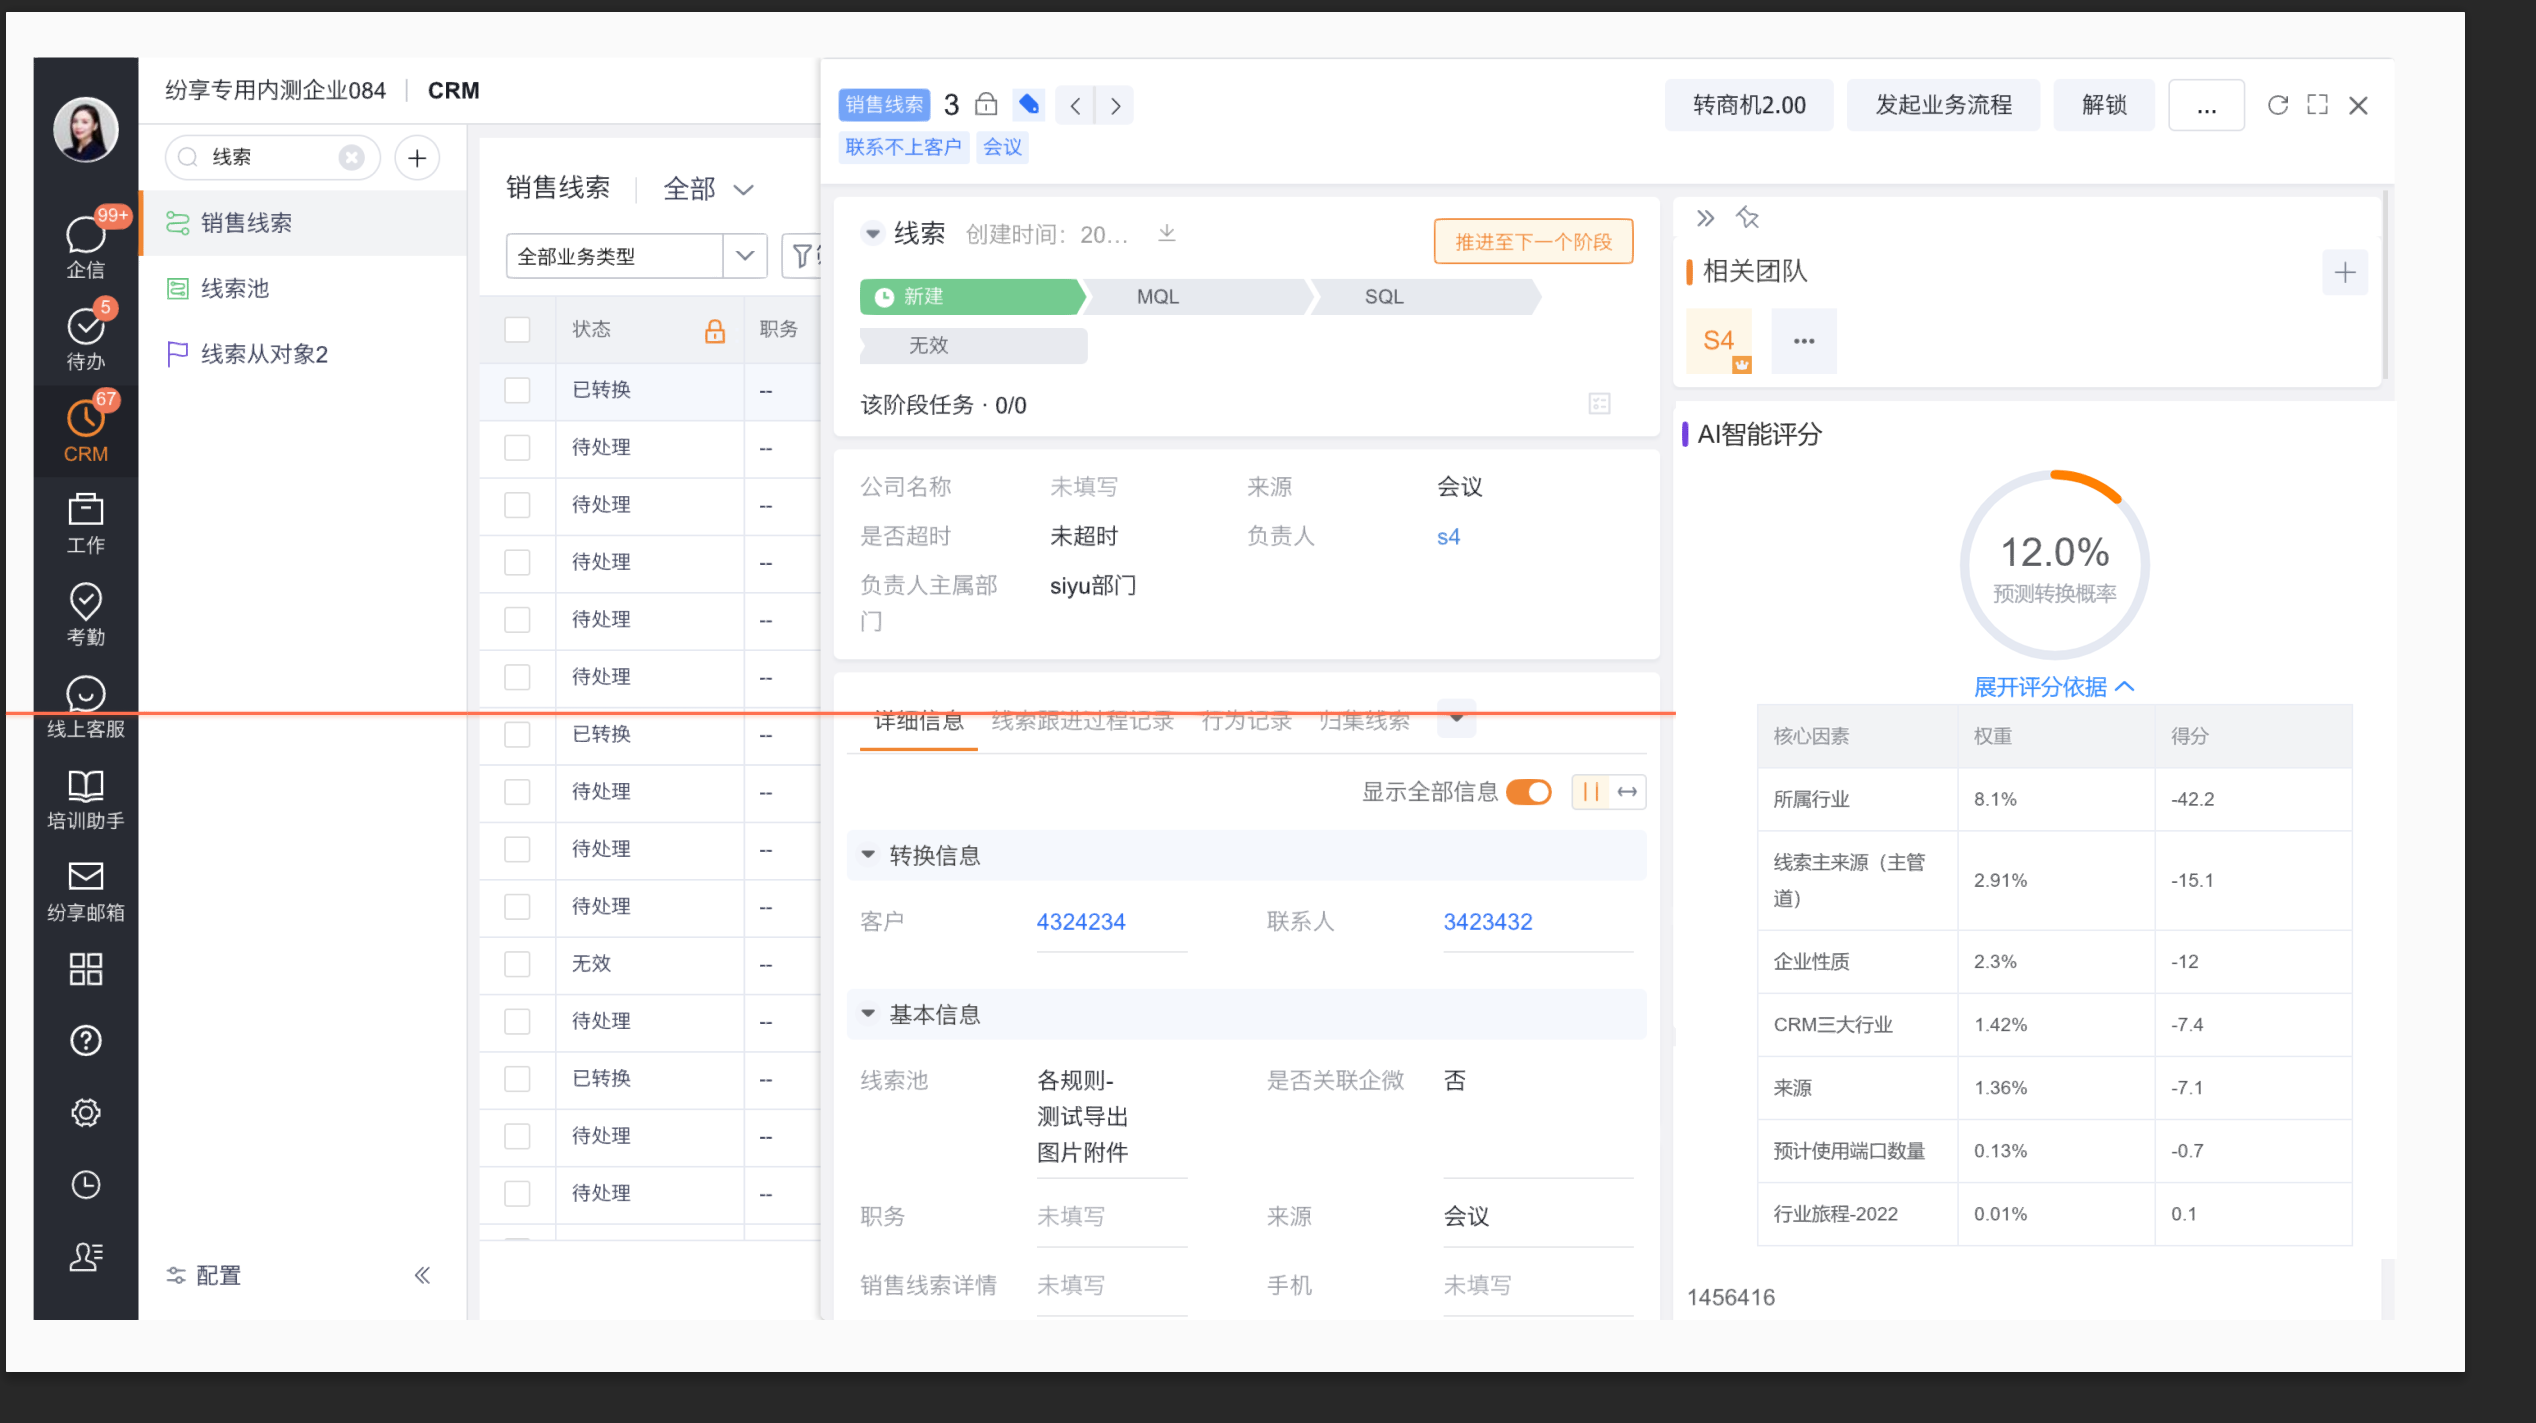 纷享专用内测企业084 | CRM
线索
销售线索
线索池
线索从对象2
配置
99+
企信
5
待办
67
CRM
工作
考勤
线上客服
培训助手
纷享邮箱
销售线索 | 全部
全部业务类型
状态 职务
已转换 --
待处理 --
待处理 --
待处理 --
待处理 --
待处理 --
已转换 --
待处理 --
待处理 --
待处理 --
无效 --
待处理 --
已转换 --
待处理 --
待处理 --
销售线索 3
联系不上客户 会议
转商机2.00 发起业务流程 解锁 ...
线索 创建时间：20... 推进至下一个阶段
新建 MQL SQL
无效
该阶段任务 · 0/0
公司名称 未填写 来源 会议
是否超时 未超时 负责人 s4
负责人主属部 siyu部门
门
详细信息 线索跟进过程记录 行为记录 归集线索
显示全部信息
转换信息
客户 4324234 联系人 3423432
基本信息
线索池 各规则- 是否关联企微 否
测试导出
图片附件
职务 未填写 来源 会议
销售线索详情 未填写 手机 未填写
相关团队
S4
AI智能评分
12.0%
预测转换概率
展开评分依据
核心因素 权重 得分
所属行业 8.1% -42.2
线索主来源（主管
道） 2.91% -15.1
企业性质 2.3% -12
CRM三大行业 1.42% -7.4
来源 1.36% -7.1
预计使用端口数量 0.13% -0.7
行业旅程-2022 0.01% 0.1
1456416